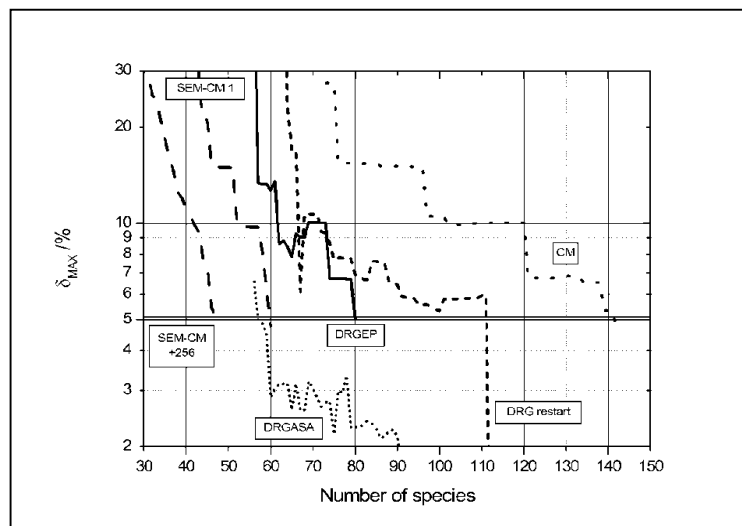 30
SEM-CM 1
20
10
9
8
CM
7
6
5
DRGEP
SEM-CM
+256
4
3
DRGASA
DRG restart
2
δMAX /%
30 40 50 60 70 80 90 100 110 120 130 140 150
Number of species